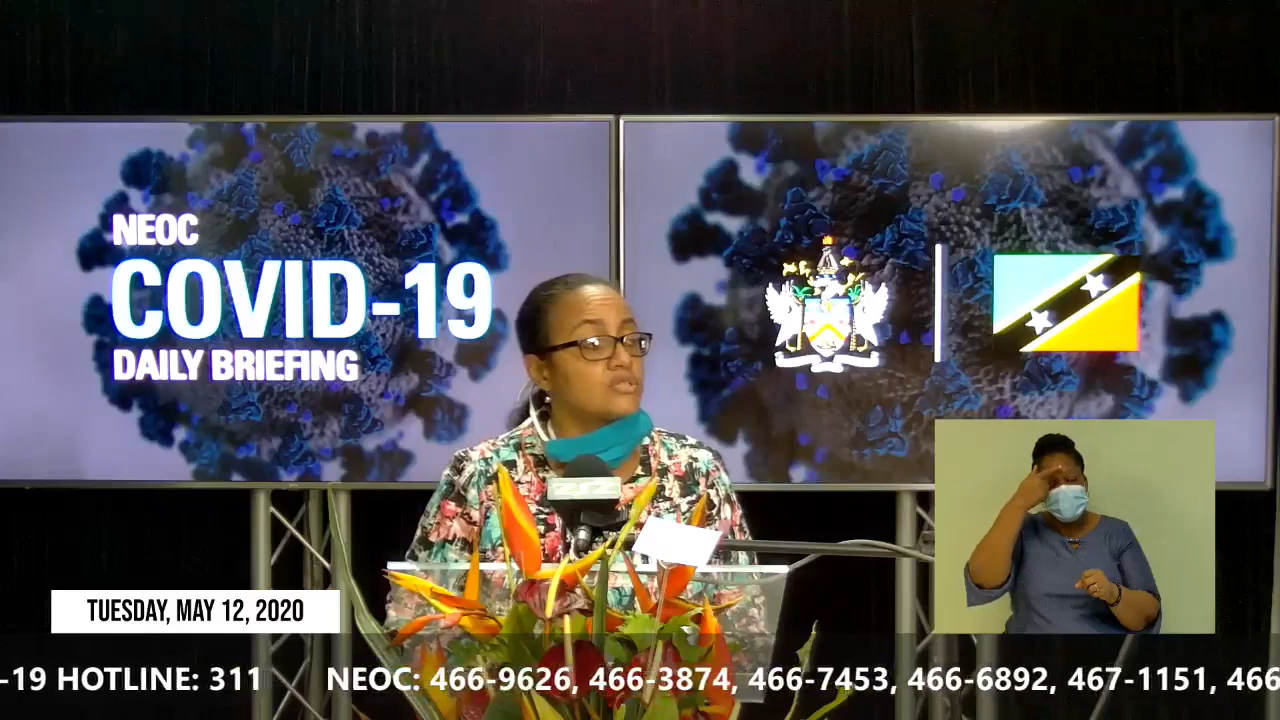 NEOC
COVID-19
DAILY BRIEFING
TUESDAY, MAY 12, 2020
-19 HOTLINE: 311 NEOC: 466-9626, 466-3874, 466-7453, 466-6892, 467-1151, 466